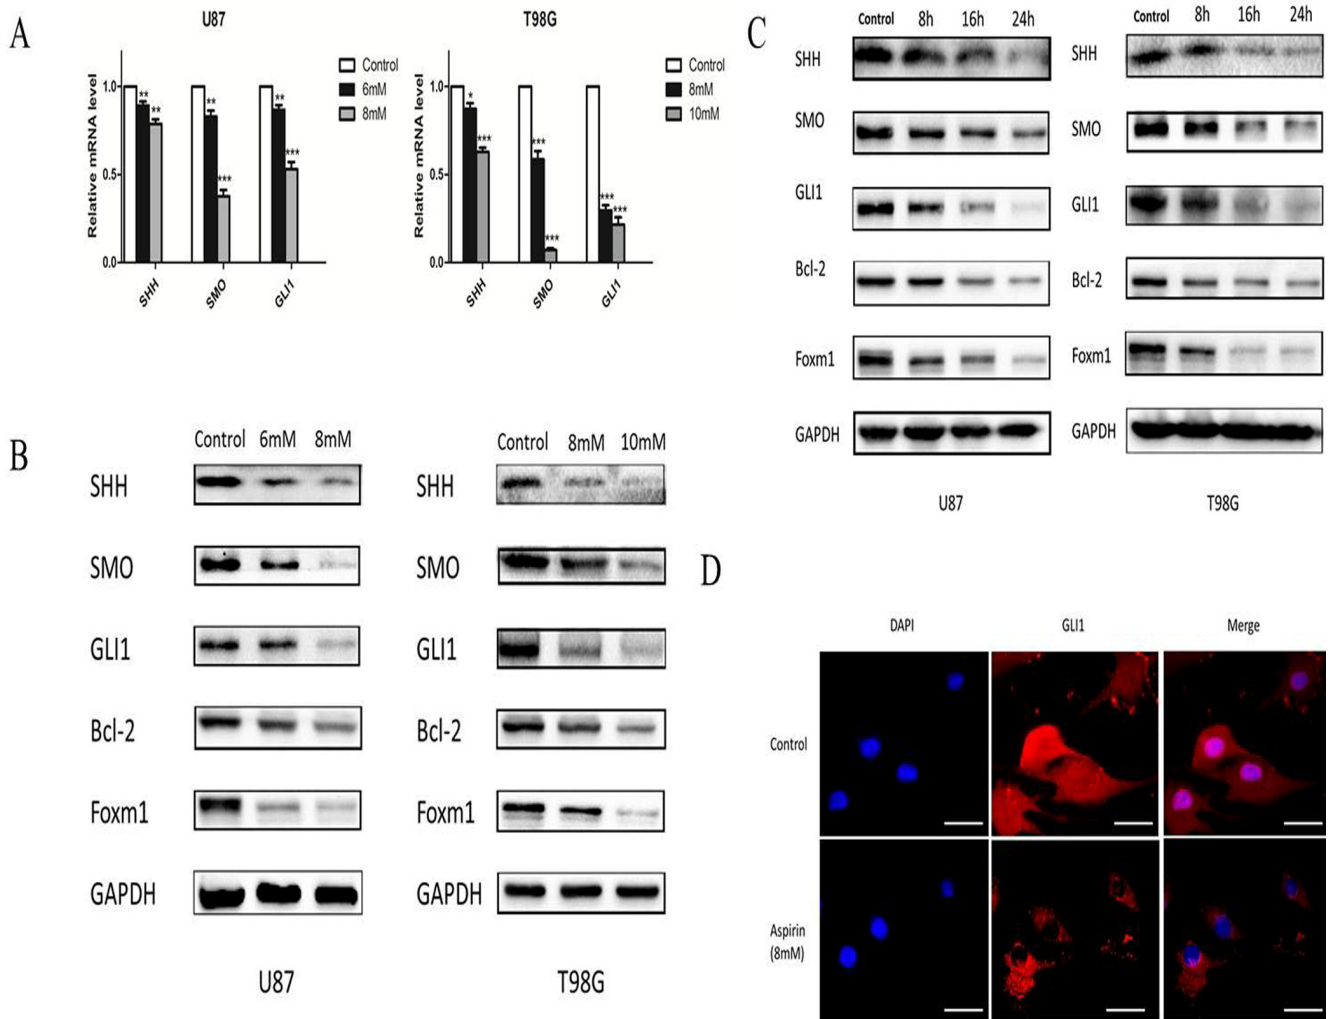 A
U87
Relative mRNA level
1.0
0.5
0.0
** ** ** *** ** ***
SHH SMO GLI1
Control
6mM
8mM
T98G
Relative mRNA level
1.0
0.5
0.0
* *** *** *** *** ***
SHH SMO GLI1
Control
8mM
10mM
B
Control 6mM 8mM
SHH
SMO
GLI1
Bcl-2
Foxm1
GAPDH
U87
Control 8mM 10mM
SHH
SMO
GLI1
Bcl-2
Foxm1
GAPDH
T98G
C
Control 8h 16h 24h
SHH
SMO
GLI1
Bcl-2
Foxm1
GAPDH
U87
Control 8h 16h 24h
SHH
SMO
GLI1
Bcl-2
Foxm1
GAPDH
T98G
D
DAPI GLI1 Merge
Control
Aspirin
(8mM)